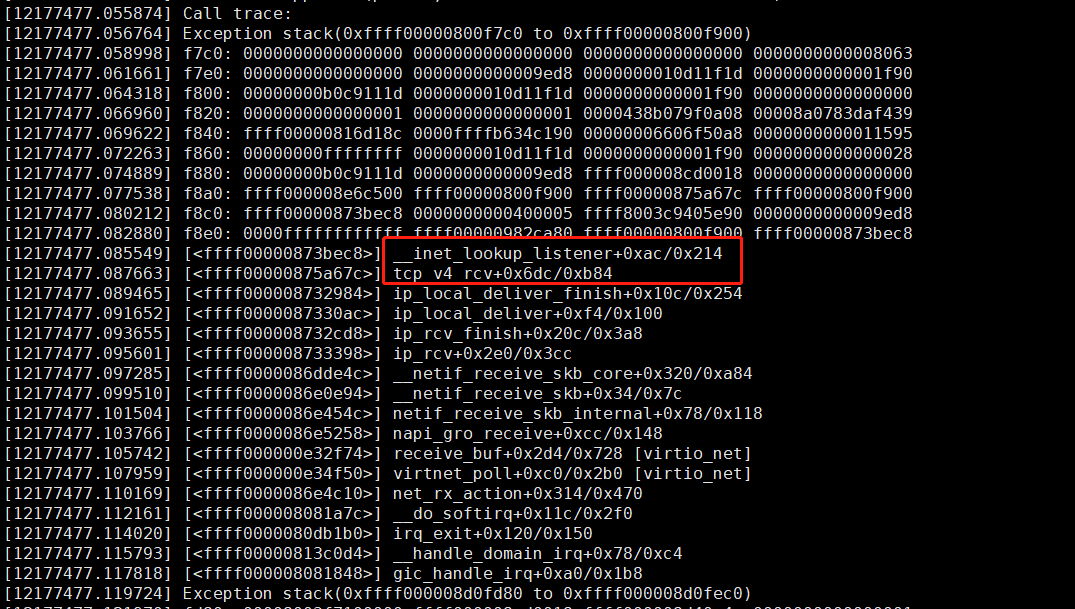 [12177477.055874] Call trace:
[12177477.056764] Exception stack(0xffff00000800f7c0 to 0xffff00000800f900)
[12177477.058998] f7c0: 0000000000000000 0000000000000000 0000000000000000 0000000000008063
[12177477.061661] f7e0: 0000000000000000 0000000000009ed8 0000000010d11f1d 0000000000001f90
[12177477.064318] f800: 00000000b0c9111d 0000000010d11f1d 0000000000001f90 0000000000000000
[12177477.066960] f820: 0000000000000001 0000000000000001 0000438b079f0a08 00008a0783daf439
[12177477.069622] f840: ffff00000816d18c 0000ffffb634c190 00000006606f50a8 0000000000011595
[12177477.072263] f860: 00000000ffffffff 0000000010d11f1d 0000000000001f90 0000000000000028
[12177477.074889] f880: 00000000b0c9111d 0000000000009ed8 ffff000008cd0018 0000000000000000
[12177477.077538] f8a0: ffff000008e6c500 ffff00000800f900 ffff00000875a67c ffff00000800f900
[12177477.080212] f8c0: ffff00000873bec8 0000000000400005 ffff8003c9405e90 0000000000009ed8
[12177477.082880] f8e0: 0000ffffffffffff ffff00000982ca80 ffff00000800f900 ffff00000873bec8
[12177477.085549] [<ffff00000873bec8>] __inet_lookup_listener+0xac/0x214
[12177477.087663] [<ffff00000875a67c>] tcp_v4_rcv+0x6dc/0xb84
[12177477.089465] [<ffff000008732984>] ip_local_deliver_finish+0x10c/0x254
[12177477.091652] [<ffff0000087330ac>] ip_local_deliver+0xf4/0x100
[12177477.093655] [<ffff000008732cd8>] ip_rcv_finish+0x20c/0x3a8
[12177477.095601] [<ffff000008733398>] ip_rcv+0x2e0/0x3cc
[12177477.097285] [<ffff0000086dde4c>] __netif_receive_skb_core+0x320/0xa84
[12177477.099510] [<ffff0000086e0e94>] __netif_receive_skb+0x34/0x7c
[12177477.101504] [<ffff0000086e454c>] netif_receive_skb_internal+0x78/0x118
[12177477.103766] [<ffff0000086e5258>] napi_gro_receive+0xcc/0x148
[12177477.105742] [<ffff000000e32f74>] receive_buf+0x2d4/0x728 [virtio_net]
[12177477.107959] [<ffff000000e34f50>] virtnet_poll+0xc0/0x2b0 [virtio_net]
[12177477.110169] [<ffff0000086e4c10>] net_rx_action+0x314/0x470
[12177477.112161] [<ffff000008081a7c>] __do_softirq+0x11c/0x2f0
[12177477.114020] [<ffff0000080db1b0>] irq_exit+0x120/0x150
[12177477.115793] [<ffff00000813c0d4>] __handle_domain_irq+0x78/0xc4
[12177477.117818] [<ffff000008081848>] gic_handle_irq+0xa0/0x1b8
[12177477.119724] Exception stack(0xffff000008d0fd80 to 0xffff000008d0fec0)